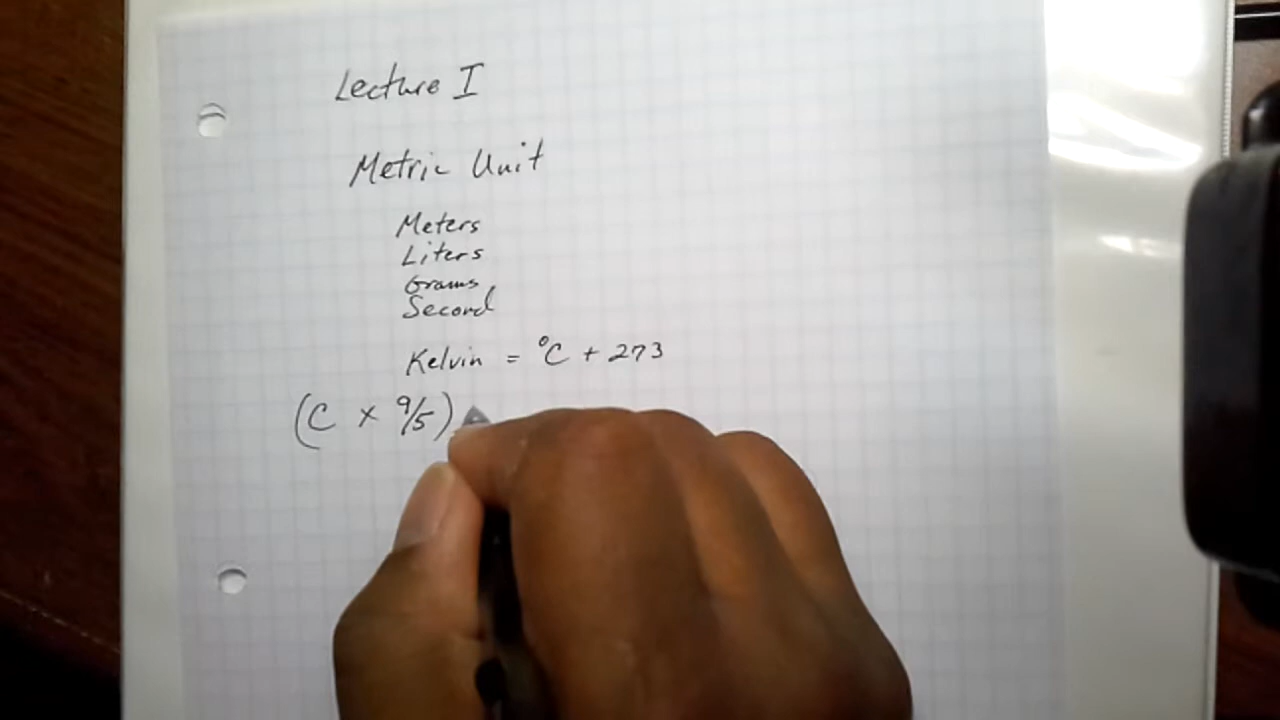 Lecture I
Metric Unit
Meters
Liters
Grams
Second
Kelvin = °C + 273
(C × 9/5)